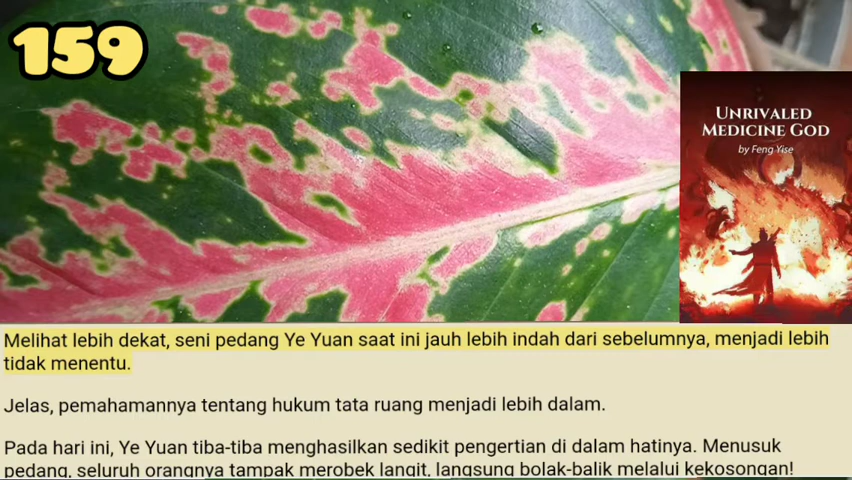 159
UNRIVALED
MEDICINE GOD
by Feng Yise
Melihat lebih dekat, seni pedang Ye Yuan saat ini jauh lebih indah dari sebelumnya, menjadi lebih
tidak menentu.
Jelas, pemahamannya tentang hukum tata ruang menjadi lebih dalam.
Pada hari ini, Ye Yuan tiba-tiba menghasilkan sedikit pengertian di dalam hatinya. Menusuk
pedang, seluruh orangnya tampak merobek langit, langsung bolak-balik melalui kekosongan!